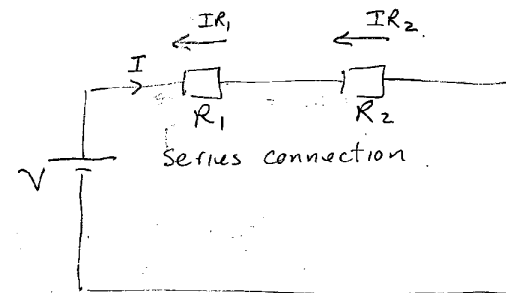 IR₁ IR₂.
I
R₁ R₂
Series connection
V